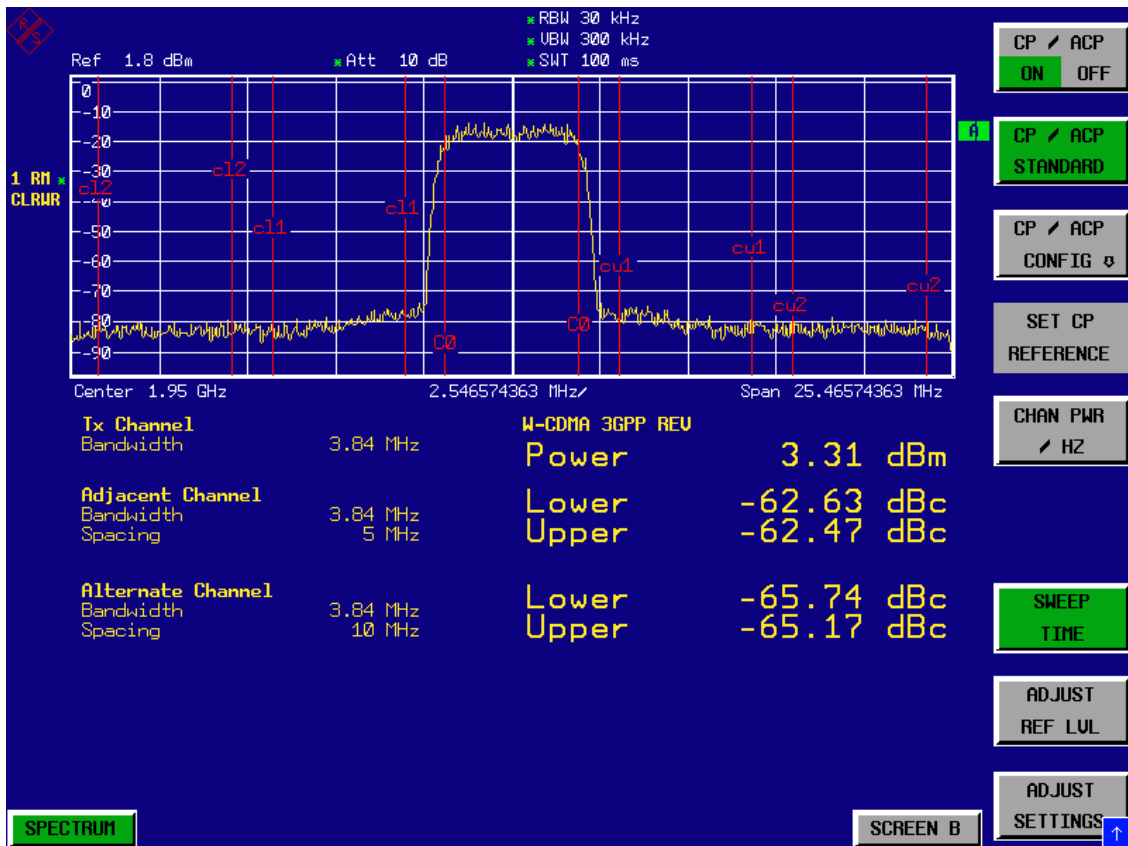 R S
*RBW 30 kHz
*VBW 300 kHz
Ref 1.8 dBm *Att 10 dB *SWT 100 ms
0
-10
-20
-30
-40
-50
-60
-70
-80
-90
1 RM *
CLRWR
A
cl2
cl2
cl1
cl1
C0
C0
cu1
cu1
cu2
cu2
Center 1.95 GHz 2.546574363 MHz/ Span 25.46574363 MHz
Tx Channel W-CDMA 3GPP REV
Bandwidth 3.84 MHz Power 3.31 dBm
Adjacent Channel Lower -62.63 dBc
Bandwidth 3.84 MHz Upper -62.47 dBc
Spacing 5 MHz
Alternate Channel Lower -65.74 dBc
Bandwidth 3.84 MHz Upper -65.17 dBc
Spacing 10 MHz
CP / ACP
ON OFF
CP / ACP
STANDARD
CP / ACP
CONFIG
SET CP
REFERENCE
CHAN PWR
/ HZ
SWEEP
TIME
ADJUST
REF LVL
ADJUST
SETTINGS
SPECTRUM
SCREEN B